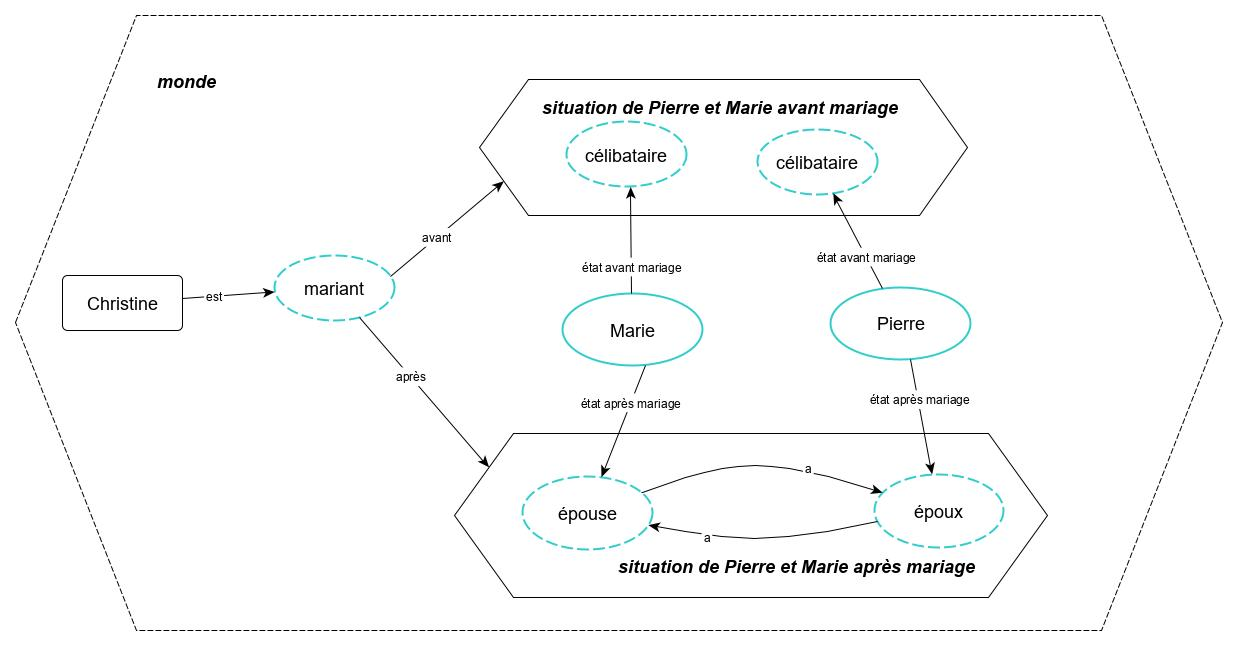 monde
situation de Pierre et Marie avant mariage
célibataire
célibataire
avant
état avant mariage
état avant mariage
Christine
est
mariant
Marie
Pierre
après
état après mariage
état après mariage
a
épouse
époux
a
situation de Pierre et Marie après mariage